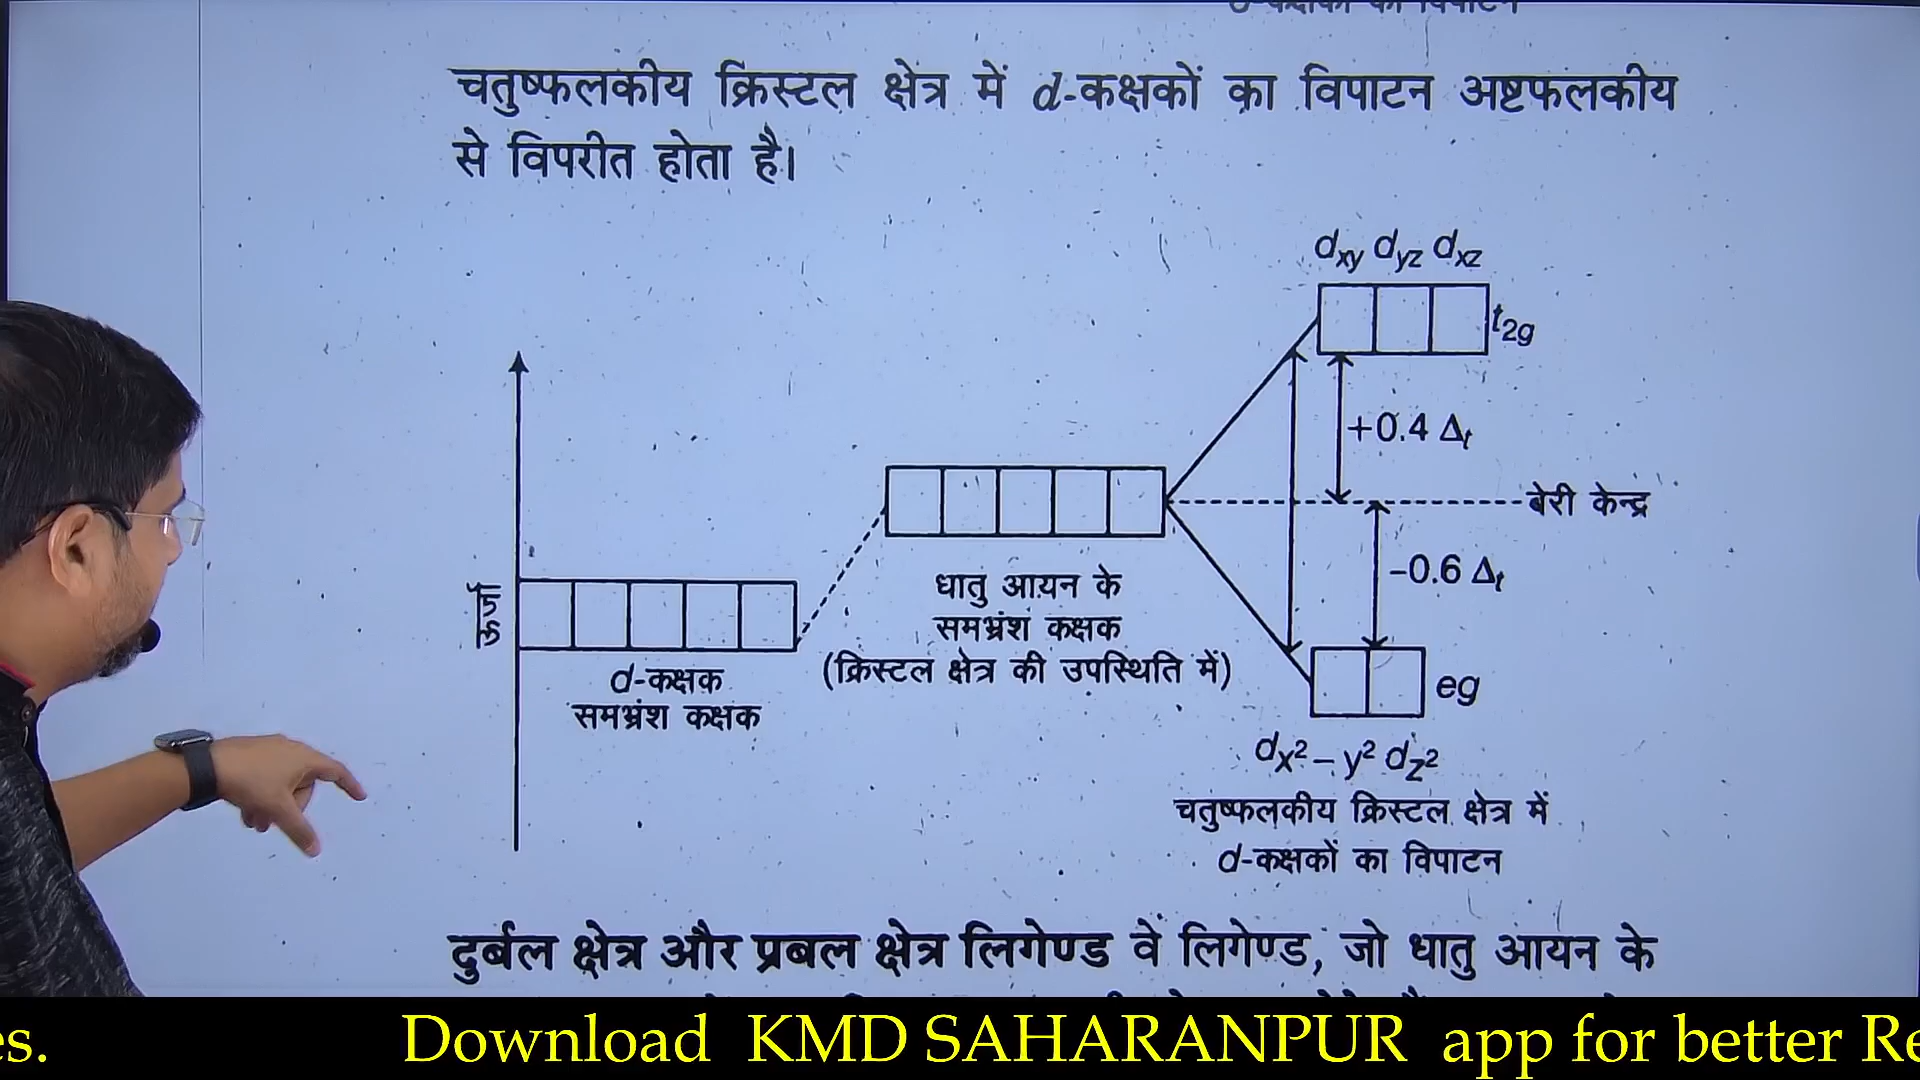 चतुष्फलकीय क्रिस्टल क्षेत्र में d-कक्षकों का विपाटन अष्टफलकीय
से विपरीत होता है।
dxy dyz dxz
t2g
+0.4 Δt
बेरी केन्द्र
-0.6 Δt
ऊर्जा
धातु आयन के
समभ्रंश कक्षक
(क्रिस्टल क्षेत्र की उपस्थिति में)
d-कक्षक
समभ्रंश कक्षक
eg
dx² - y² dz²
चतुष्फलकीय क्रिस्टल क्षेत्र में
d-कक्षकों का विपाटन
दुर्बल क्षेत्र और प्रबल क्षेत्र लिगेण्ड वे लिगेण्ड, जो धातु आयन के
es. Download KMD SAHARANPUR app for better Re